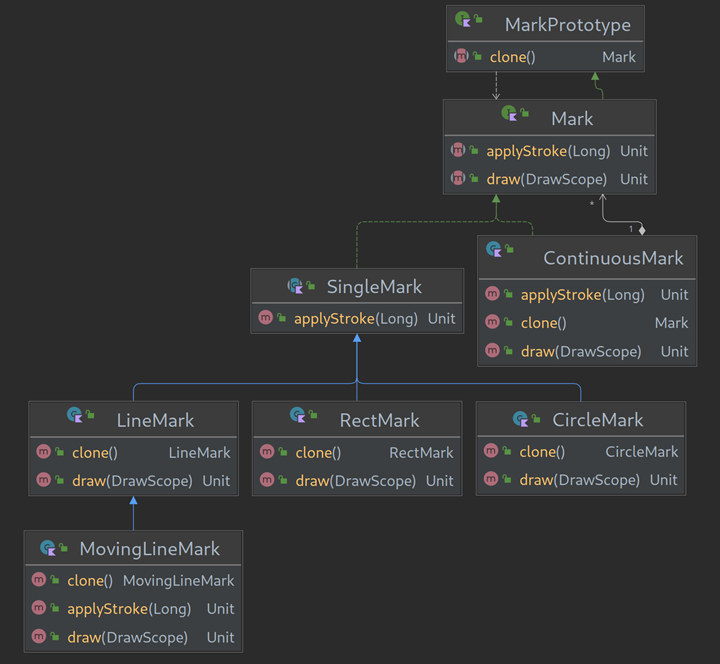 MarkPrototype
clone() Mark
Mark
applyStroke(Long) Unit
draw(DrawScope) Unit
*
1
ContinuousMark
applyStroke(Long) Unit
clone() Mark
draw(DrawScope) Unit
SingleMark
applyStroke(Long) Unit
LineMark
clone() LineMark
draw(DrawScope) Unit
RectMark
clone() RectMark
draw(DrawScope) Unit
CircleMark
clone() CircleMark
draw(DrawScope) Unit
MovingLineMark
clone() MovingLineMark
applyStroke(Long) Unit
draw(DrawScope) Unit